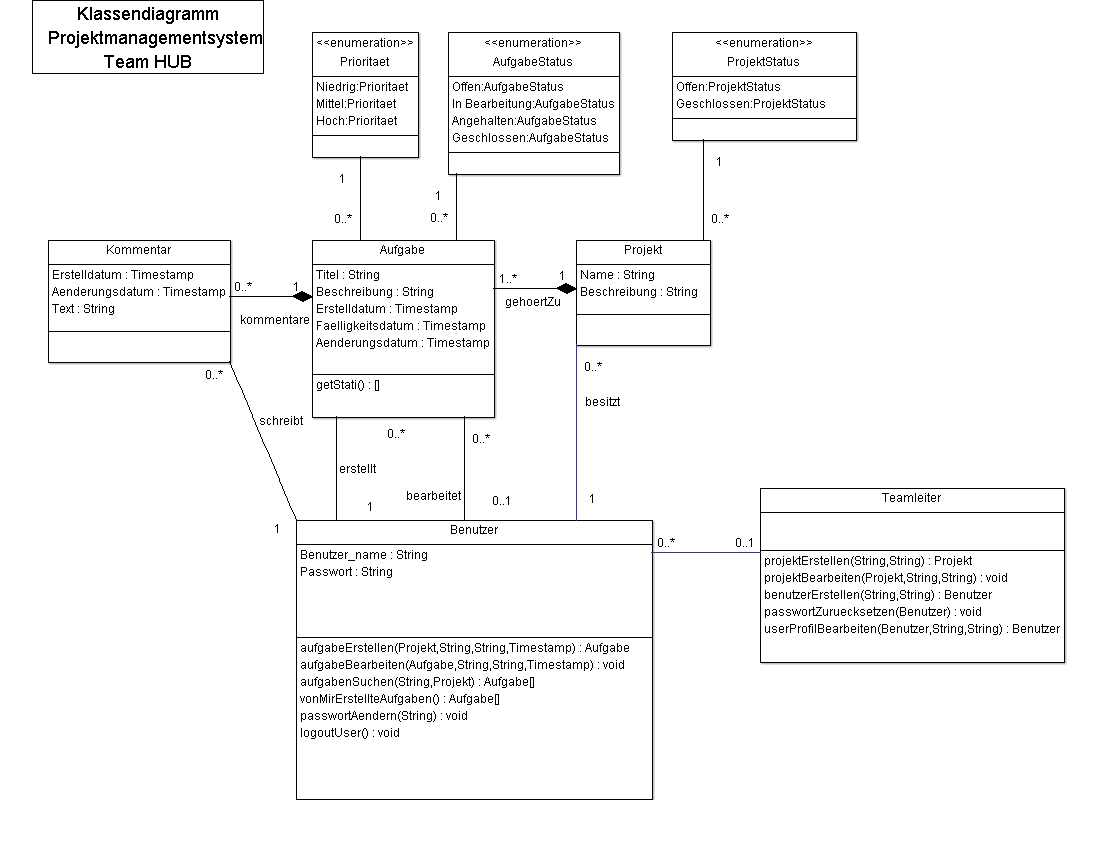 Klassendiagramm
Projektmanagementsystem
Team HUB
<<enumeration>>
Prioritaet
Niedrig:Prioritaet
Mittel:Prioritaet
Hoch:Prioritaet
<<enumeration>>
AufgabeStatus
Offen:AufgabeStatus
In Bearbeitung:AufgabeStatus
Angehalten:AufgabeStatus
Geschlossen:AufgabeStatus
<<enumeration>>
ProjektStatus
Offen:ProjektStatus
Geschlossen:ProjektStatus
1
0..*
1
0..*
1
0..*
Kommentar
Erstelldatum : Timestamp
Aenderungsdatum : Timestamp
Text : String
0..*
1
kommentare
Aufgabe
Titel : String
Beschreibung : String
Erstelldatum : Timestamp
Faelligkeitsdatum : Timestamp
Aenderungsdatum : Timestamp
getStati() : []
1..*
1
gehoertZu
Projekt
Name : String
Beschreibung : String
0..*
schreibt
1
0..*
erstellt
1
0..*
bearbeitet
0..1
0..*
besitzt
1
Benutzer
Benutzer_name : String
Passwort : String
aufgabeErstellen(Projekt,String,String,Timestamp) : Aufgabe
aufgabeBearbeiten(Aufgabe,String,String,Timestamp) : void
aufgabenSuchen(String,Projekt) : Aufgabe[]
vonMirErstellteAufgaben() : Aufgabe[]
passwortAendern(String) : void
logoutUser() : void
0..*
0..1
Teamleiter
projektErstellen(String,String) : Projekt
projektBearbeiten(Projekt,String,String) : void
benutzerErstellen(String,String) : Benutzer
passwortZuruecksetzen(Benutzer) : void
userProfilBearbeiten(Benutzer,String,String) : Benutzer